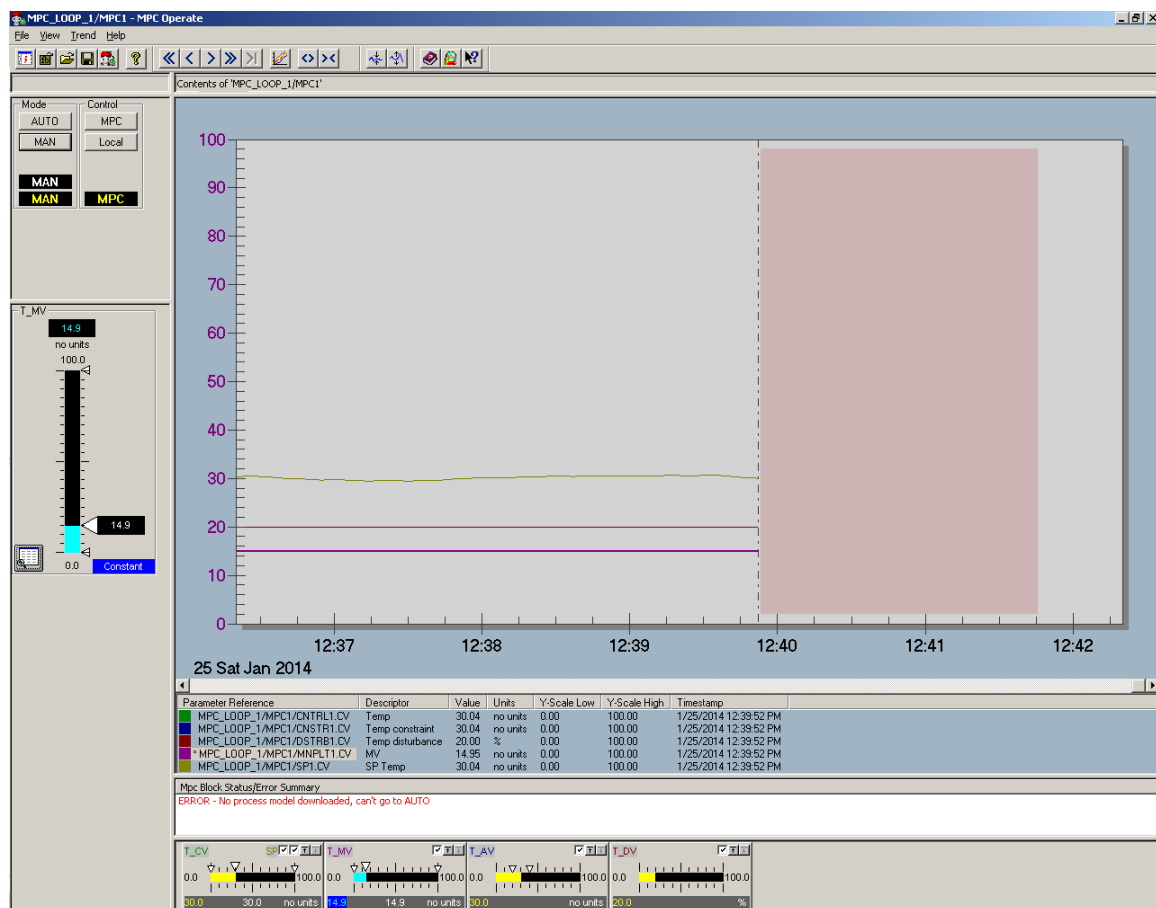 MPC_LOOP_1/MPC1 - MPC Operate
File View Trend Help
Contents of 'MPC_LOOP_1/MPC1'
Mode Control
AUTO MPC
MAN Local
MAN
MAN MPC
T_MV
14.9
no units
100.0
14.9
0.0 Constant
100
90
80
70
60
50
40
30
20
10
0
12:37 12:38 12:39 12:40 12:41 12:42
25 Sat Jan 2014
Parameter Reference Descriptor Value Units Y-Scale Low Y-Scale High Timestamp
MPC_LOOP_1/MPC1/CNTRL1.CV Temp 30.04 no units 0.00 100.00 1/25/2014 12:39:52 PM
MPC_LOOP_1/MPC1/CNSTR1.CV Temp constraint 30.04 no units 0.00 100.00 1/25/2014 12:39:52 PM
MPC_LOOP_1/MPC1/DSTRB1.CV Temp disturbance 20.00 % 0.00 100.00 1/25/2014 12:39:52 PM
* MPC_LOOP_1/MPC1/MNPLT1.CV MV 14.95 no units 0.00 100.00 1/25/2014 12:39:52 PM
MPC_LOOP_1/MPC1/SP1.CV SP Temp 30.04 no units 0.00 100.00 1/25/2014 12:39:52 PM
Mpc Block Status/Error Summary
ERROR - No process model downloaded, can't go to AUTO
T_CV SP T_MV T_AV T_DV
0.0 100.0 0.0 100.0 0.0 100.0 0.0 100.0
30.0 30.0 no units 14.9 14.9 no units 30.0 no units 20.0 %